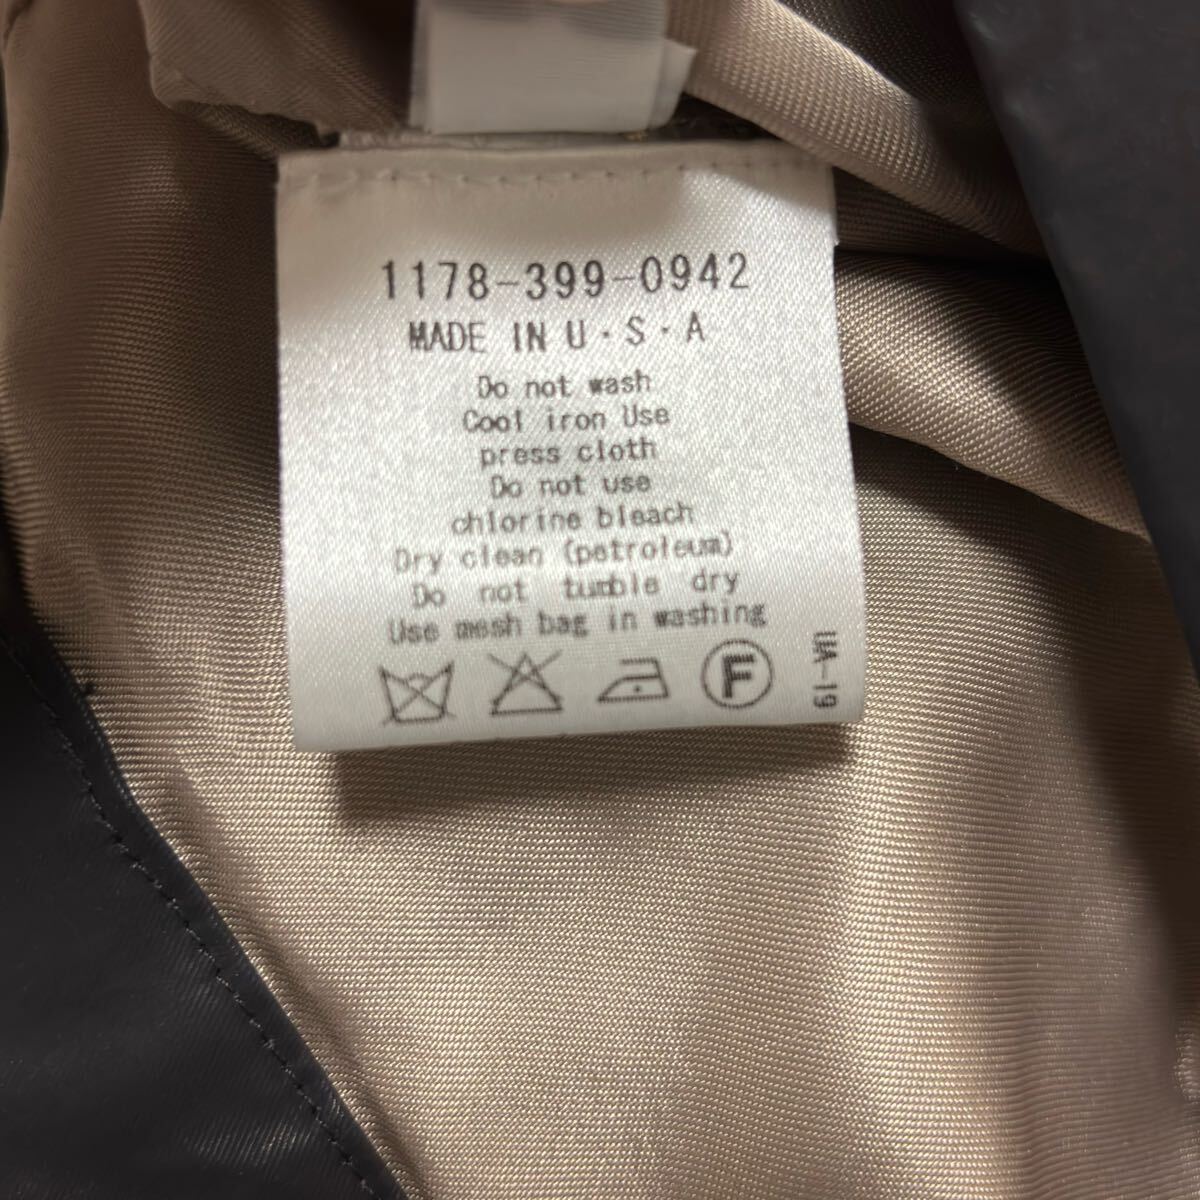 1178-399-0942
MADE IN U・S・A
Do not wash
Cool iron Use
press cloth
Do not use
chlorine bleach
Dry clean (petroleum)
Do not tumble dry
Use mesh bag in washing
F
UA-19